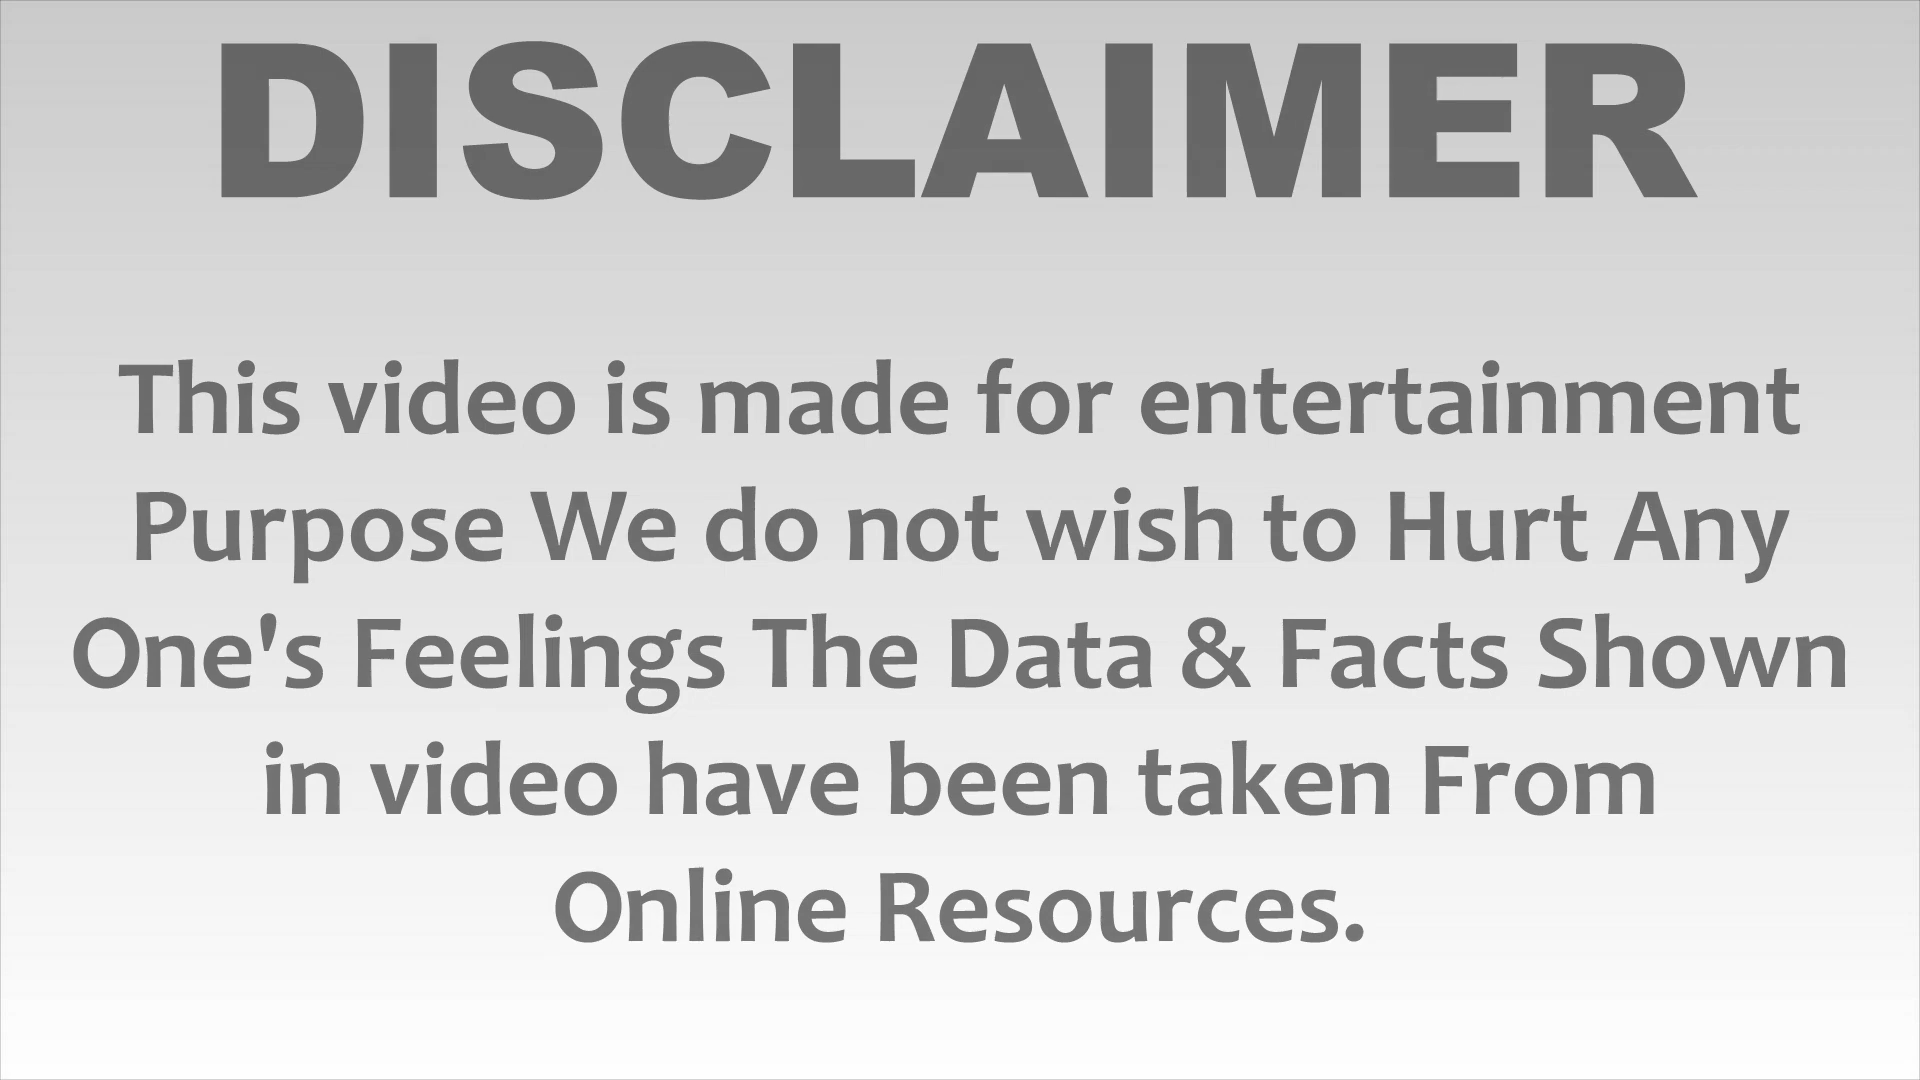 DISCLAIMER
This video is made for entertainment
Purpose We do not wish to Hurt Any
One's Feelings The Data & Facts Shown
in video have been taken From
Online Resources.